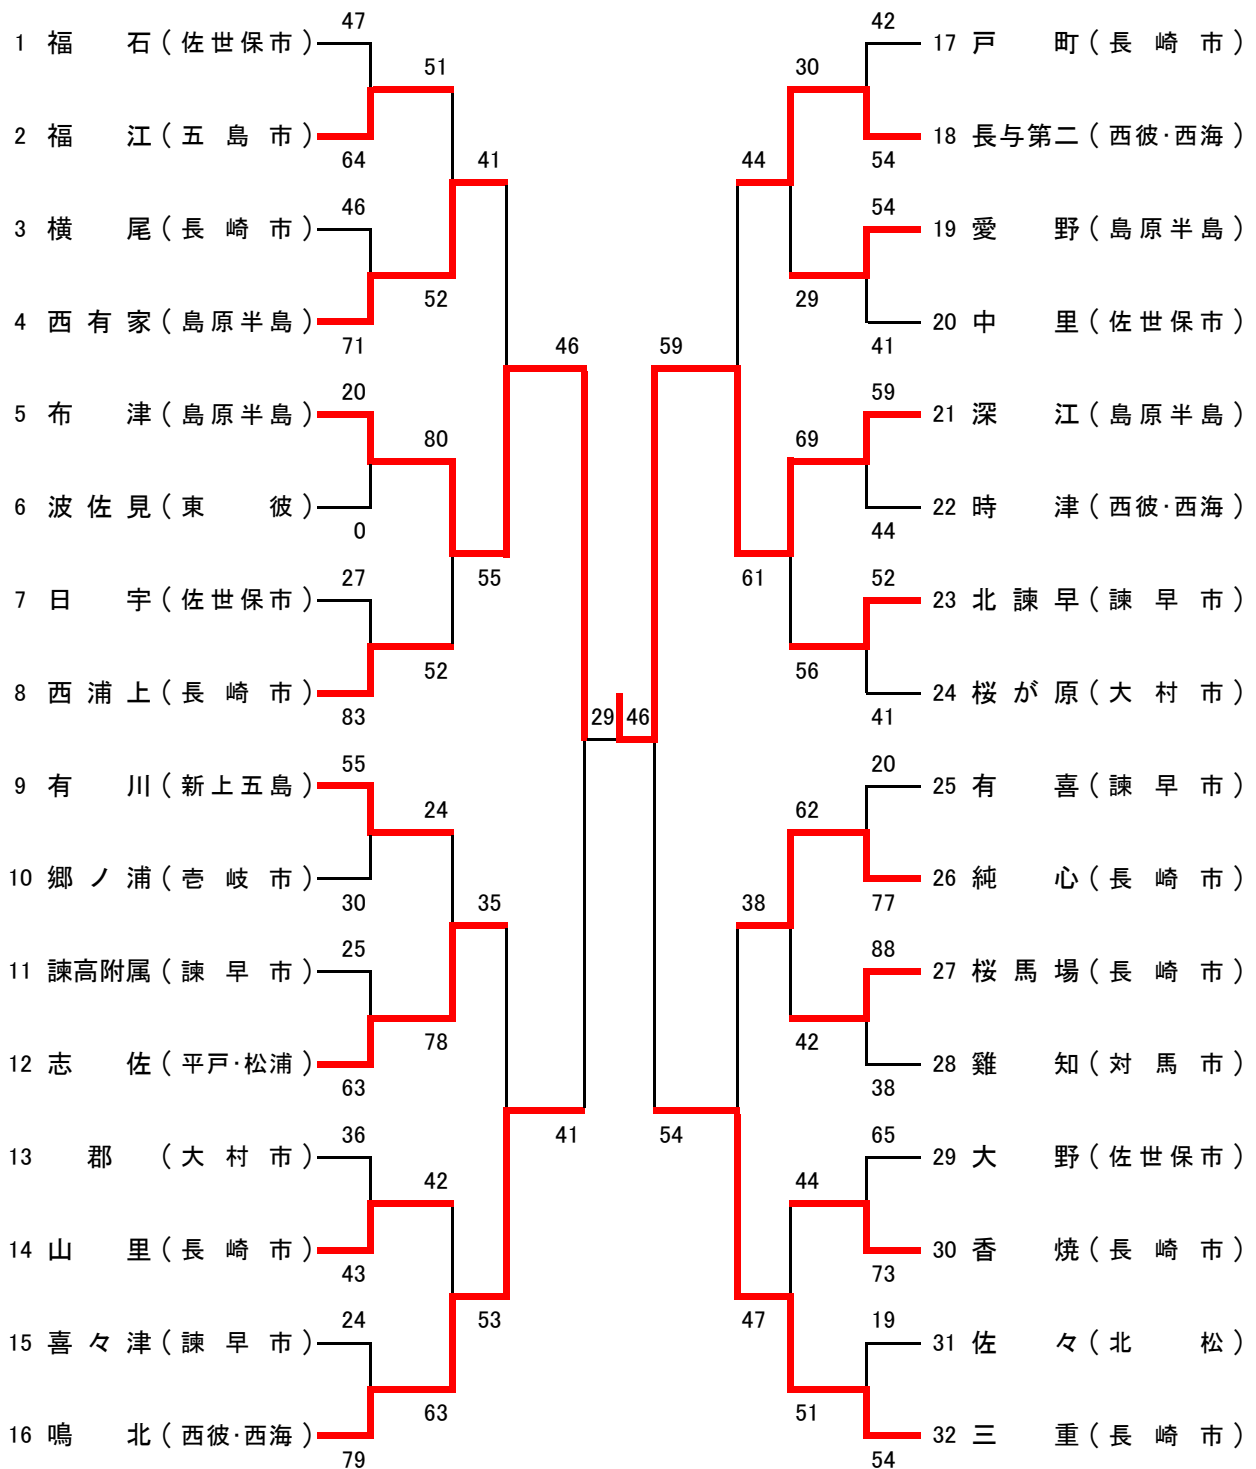 47
1 福石(佐世保市)
51
2 福江(五島市)
64
41
46
3 横尾(長崎市)
52
4 西有家(島原半島)
71
46
20
5 布津(島原半島)
80
6 波佐見(東彼)
0
55
27
7 日宇(佐世保市)
52
8 西浦上(長崎市)
83
29
55
9 有川(新上五島)
24
10 郷ノ浦(壱岐市)
30
35
25
11 諫高附属(諫早市)
78
12 志佐(平戸・松浦)
63
41
36
13 郡(大村市)
42
14 山里(長崎市)
43
53
24
15 喜々津(諫早市)
63
16 鳴北(西彼・西海)
79
42
17 戸町(長崎市)
30
18 長与第二(西彼・西海)
54
44
54
19 愛野(島原半島)
29
20 中里(佐世保市)
41
59
59
21 深江(島原半島)
69
22 時津(西彼・西海)
44
61
52
23 北諫早(諫早市)
56
24 桜が原(大村市)
41
46
20
25 有喜(諫早市)
62
26 純心(長崎市)
77
38
88
27 桜馬場(長崎市)
42
28 雞知(対馬市)
38
54
65
29 大野(佐世保市)
44
30 香焼(長崎市)
73
47
19
31 佐々(北松)
51
32 三重(長崎市)
54